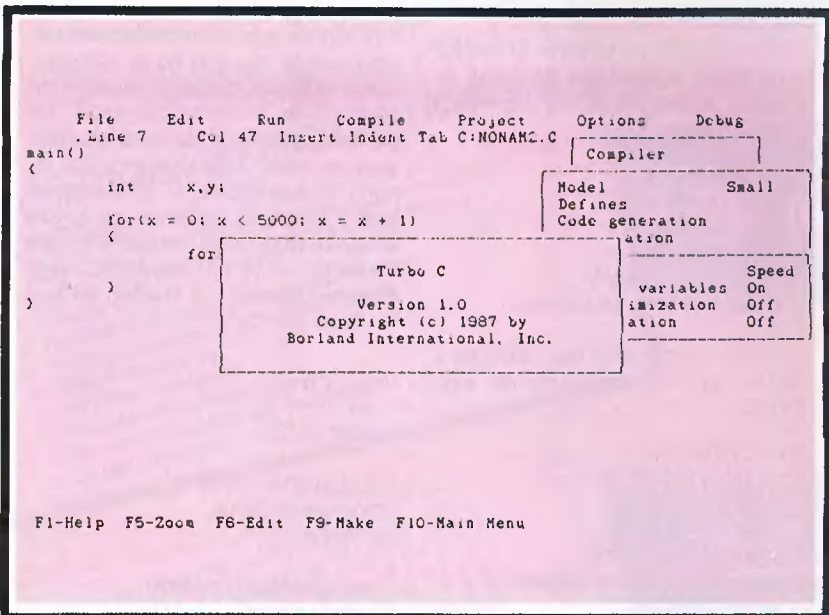 File Edit Run Compile Project Options Debug
Line 7 Col 47 Insert Indent Tab C:NONAME.C
Compiler
main()
{
int x,y;
Model Small
Defines
Code generation
for(x = 0; x < 5000; x = x + 1)
{
ation
for
Turbo C
Speed
variables On
}
}
Version 1.0
imization Off
Copyright (c) 1987 by
ation Off
Borland International, Inc.
F1-Help F5-Zoom F6-Edit F9-Make F10-Main Menu